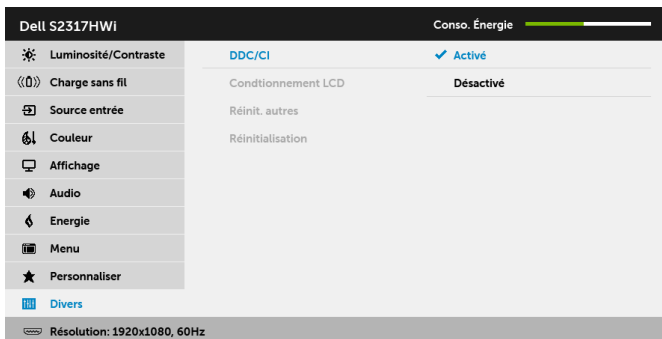 Dell S2317HWi Conso. Énergie
Luminosité/Contraste DDC/CI Activé
Charge sans fil Condtionnement LCD Désactivé
Source entrée Réinit. autres
Couleur Réinitialisation
Affichage
Audio
Energie
Menu
Personnaliser
Divers
Résolution: 1920x1080, 60Hz